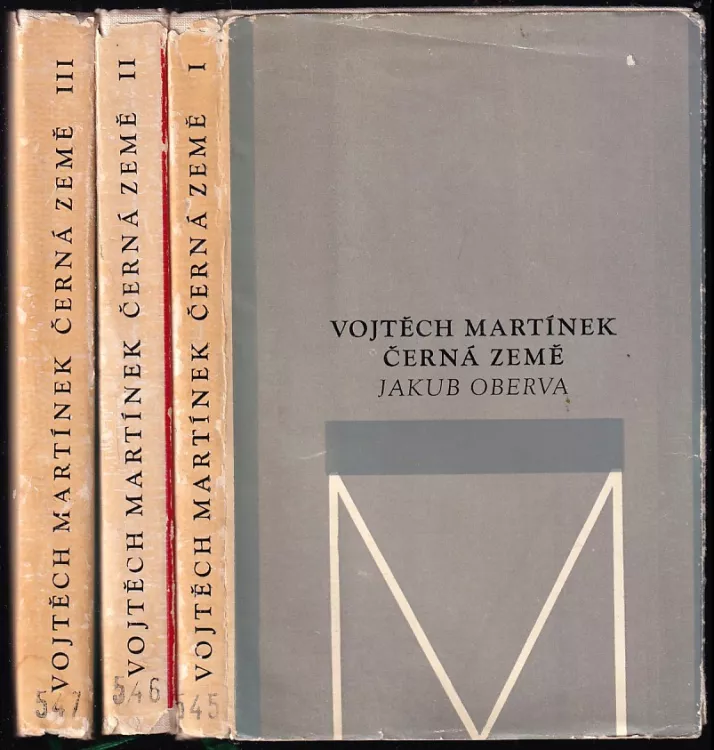 VOJTĚCH MARTÍNEK ČERNÁ ZEMĚ III
547
VOJTĚCH MARTÍNEK ČERNÁ ZEMĚ II
546
VOJTĚCH MARTÍNEK ČERNÁ ZEMĚ I
545
VOJTĚCH MARTÍNEK
ČERNÁ ZEMĚ
JAKUB OBERVA
M